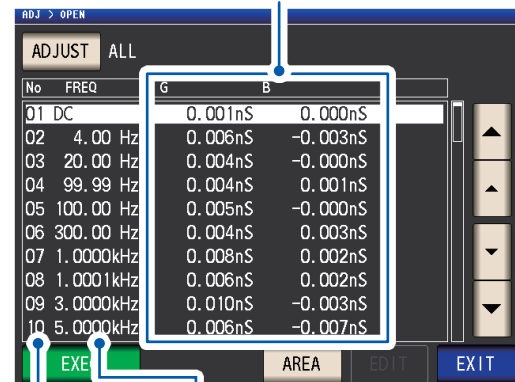 ADJ > OPEN
ADJUST ALL
No FREQ G B
01 DC 0.001nS 0.000nS
02 4.00 Hz 0.006nS -0.003nS
03 20.00 Hz 0.004nS -0.000nS
04 99.99 Hz 0.004nS 0.001nS
05 100.00 Hz 0.005nS -0.000nS
06 300.00 Hz 0.004nS 0.003nS
07 1.0000kHz 0.008nS 0.002nS
08 1.0001kHz 0.006nS 0.002nS
09 3.0000kHz 0.010nS -0.003nS
10 5.0000kHz 0.006nS -0.007nS
AREA EDIT EXIT